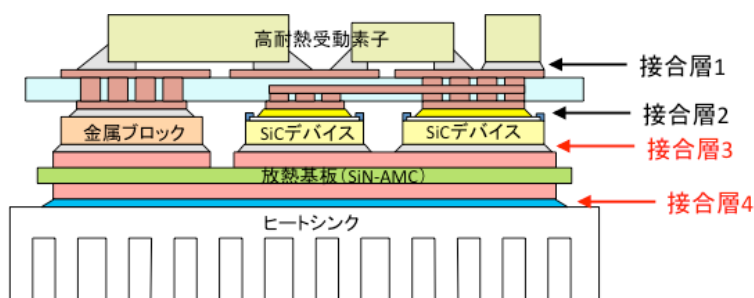 高耐熱受動素子
接合層1
接合層2
金属ブロック
SiCデバイス
SiCデバイス
接合層3
放熱基板(SiN-AMC)
接合層4
ヒートシンク